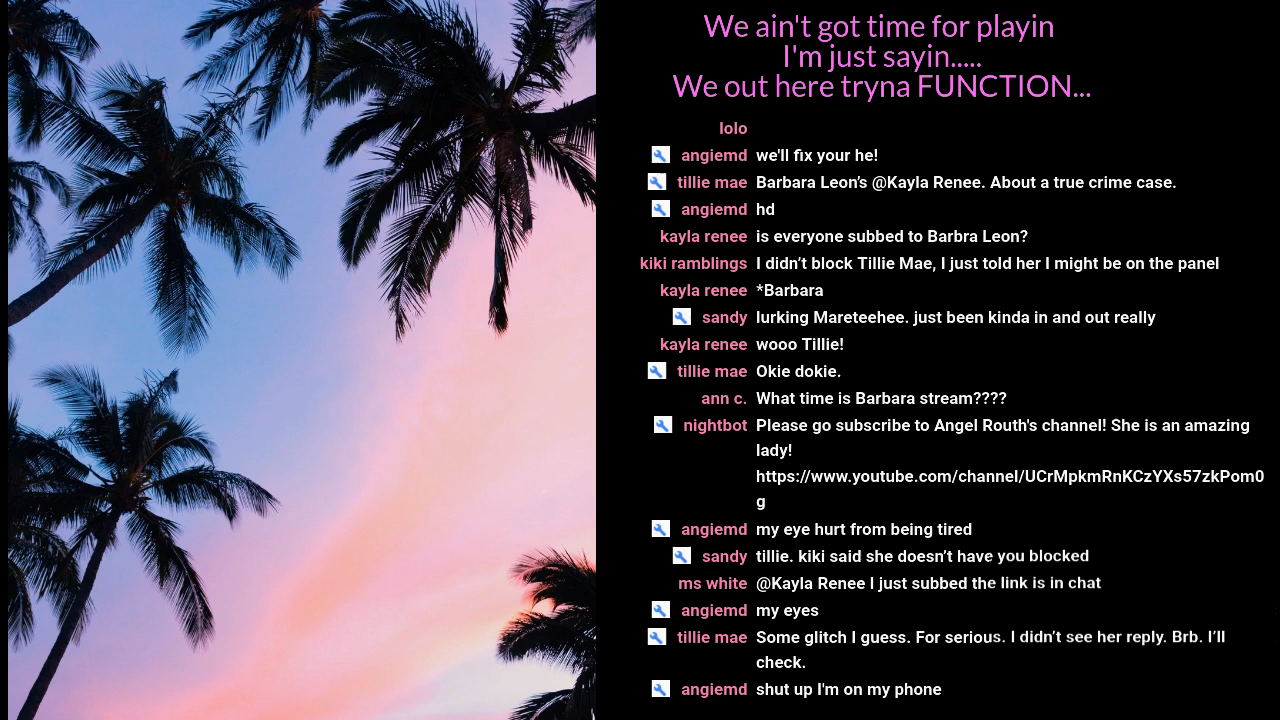 We ain't got time for playin
I'm just sayin.....
We out here tryna FUNCTION...
lolo
angiemd we'll fix your he!
tillie mae Barbara Leon’s @Kayla Renee. About a true crime case.
angiemd hd
kayla renee is everyone subbed to Barbra Leon?
kiki ramblings I didn’t block Tillie Mae, I just told her I might be on the panel
kayla renee *Barbara
sandy lurking Mareteehee. just been kinda in and out really
kayla renee wooo Tillie!
tillie mae Okie dokie.
ann c. What time is Barbara stream????
nightbot Please go subscribe to Angel Routh's channel! She is an amazing
lady!
https://www.youtube.com/channel/UCrMpkmRnKCzYXs57zkPom0
g
angiemd my eye hurt from being tired
sandy tillie. kiki said she doesn’t have you blocked
ms white @Kayla Renee I just subbed the link is in chat
angiemd my eyes
tillie mae Some glitch I guess. For serious. I didn’t see her reply. Brb. I’ll
check.
angiemd shut up I'm on my phone